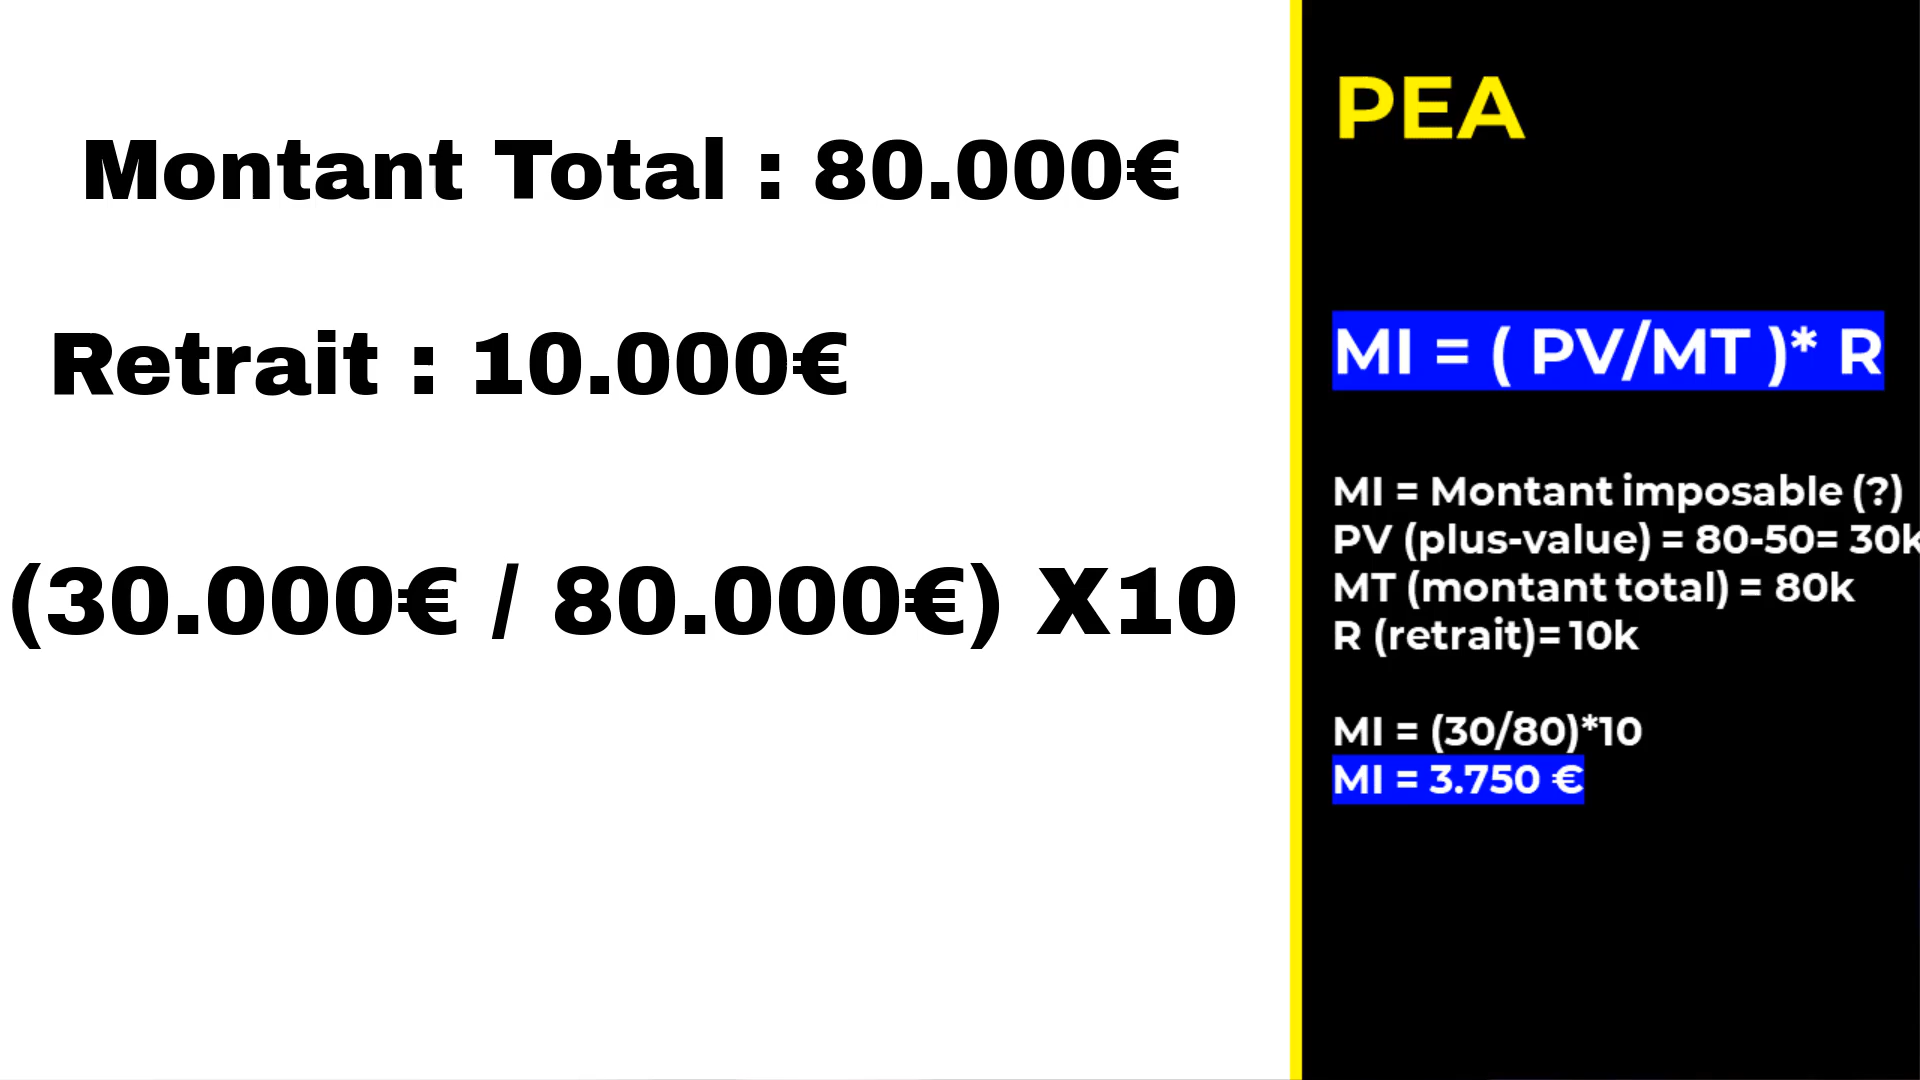 Montant Total : 80.000€
Retrait : 10.000€
(30.000€ / 80.000€) X10
PEA
MI = ( PV/MT )* R
MI = Montant imposable (?)
PV (plus-value) = 80-50= 30k
MT (montant total) = 80k
R (retrait)= 10k
MI = (30/80)*10
MI = 3.750 €